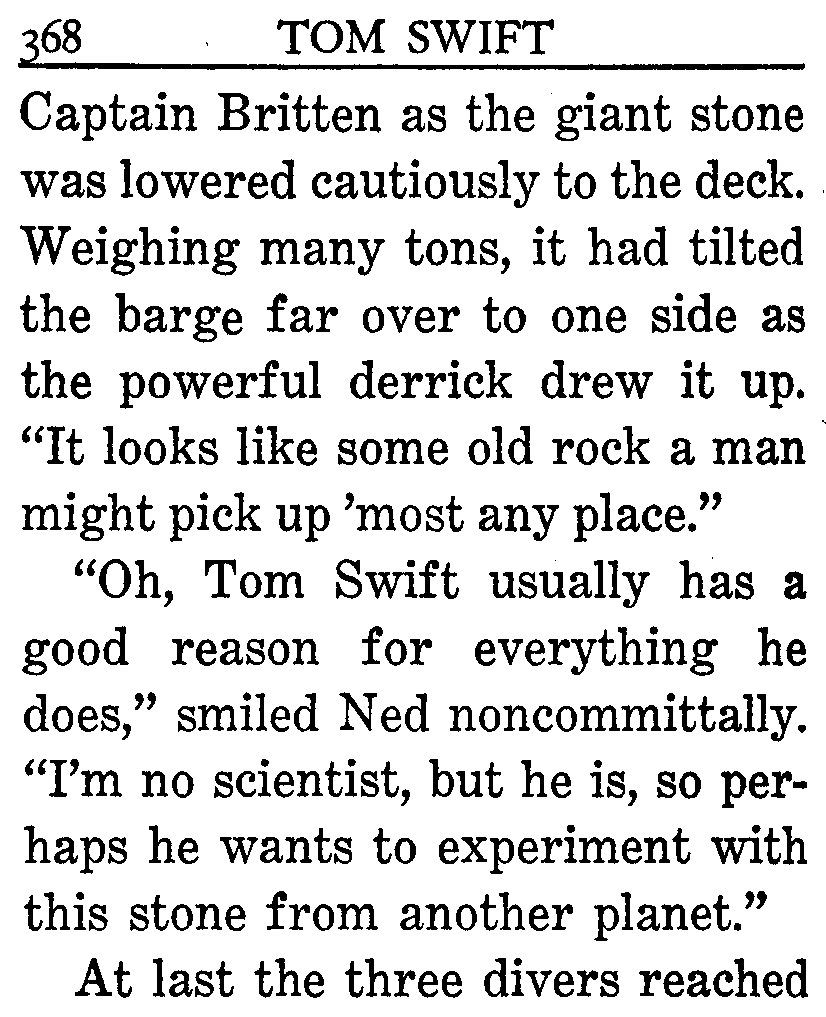 368 TOM SWIFT
Captain Britten as the giant stone
was lowered cautiously to the deck.
Weighing many tons, it had tilted
the barge far over to one side as
the powerful derrick drew it up.
“It looks like some old rock a man
might pick up ’most any place.”
“Oh, Tom Swift usually has a
good reason for everything he
does,” smiled Ned noncommittally.
“I’m no scientist, but he is, so per-
haps he wants to experiment with
this stone from another planet.”
At last the three divers reached